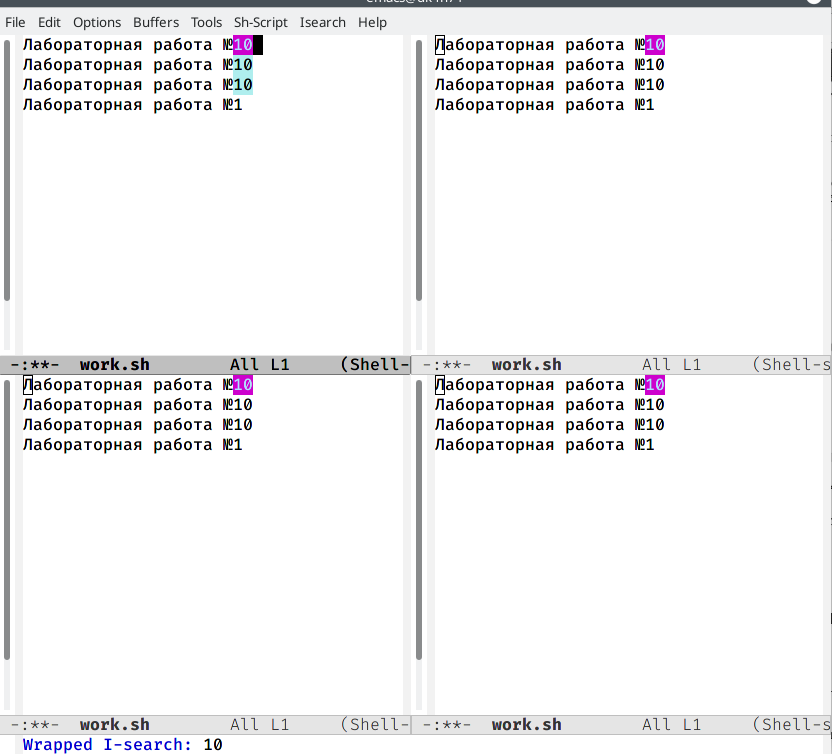 File Edit Options Buffers Tools Sh-Script Isearch Help
Лабораторная работа №10
Лабораторная работа №10
Лабораторная работа №10
Лабораторная работа №1
-:**- work.sh All L1 (Shell-
Лабораторная работа №10
Лабораторная работа №10
Лабораторная работа №10
Лабораторная работа №1
-:**- work.sh All L1 (Shell-s
Лабораторная работа №10
Лабораторная работа №10
Лабораторная работа №10
Лабораторная работа №1
-:**- work.sh All L1 (Shell-
Лабораторная работа №10
Лабораторная работа №10
Лабораторная работа №10
Лабораторная работа №1
-:**- work.sh All L1 (Shell-s
Wrapped I-search: 10